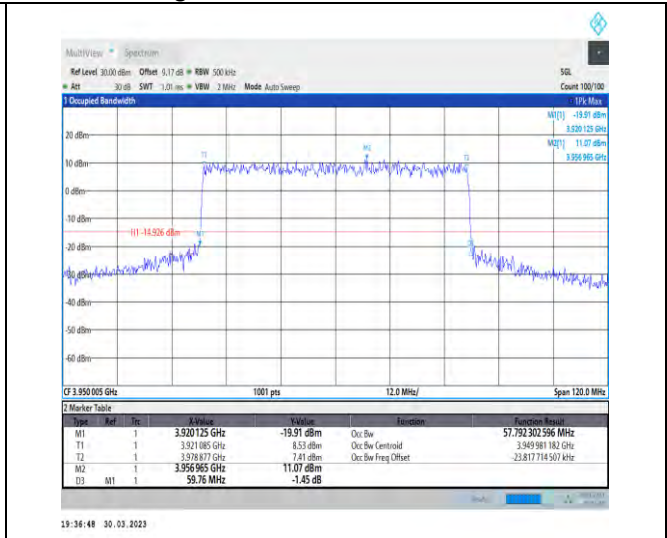 MultiView Spectrum
Ref Level 30.00 dBm Offset 9.17 dB RBW 500 kHz SGL
Att 30 dB SWT 1.01 ms VBW 2 MHz Mode Auto Sweep Count 100/100
1 Occupied Bandwidth 1Pk Max
M1[1] -19.91 dBm
3.920 125 GHz
M2[1] 11.07 dBm
3.956 965 GHz
20 dBm
M2
T1 T2
10 dBm
0 dBm
-10 dBm
H1 -14.926 dBm M1
-20 dBm
-40 dBm
-50 dBm
-60 dBm
CF 3.950 005 GHz 1001 pts 12.0 MHz/ Span 120.0 MHz
2 Marker Table
Type Ref Trc X-Value Y-Value Function Function Result
M1 1 3.920 125 GHz -19.91 dBm Occ Bw 57.792 302 596 MHz
T1 1 3.921 085 GHz 8.53 dBm Occ Bw Centroid 3.949 981 182 GHz
T2 1 3.978 877 GHz 7.41 dBm Occ Bw Freq Offset -23.817 714 507 kHz
M2 1 3.956 965 GHz 11.07 dBm
D3 M1 1 59.76 MHz -1.45 dB
19:36:48 30.03.2023